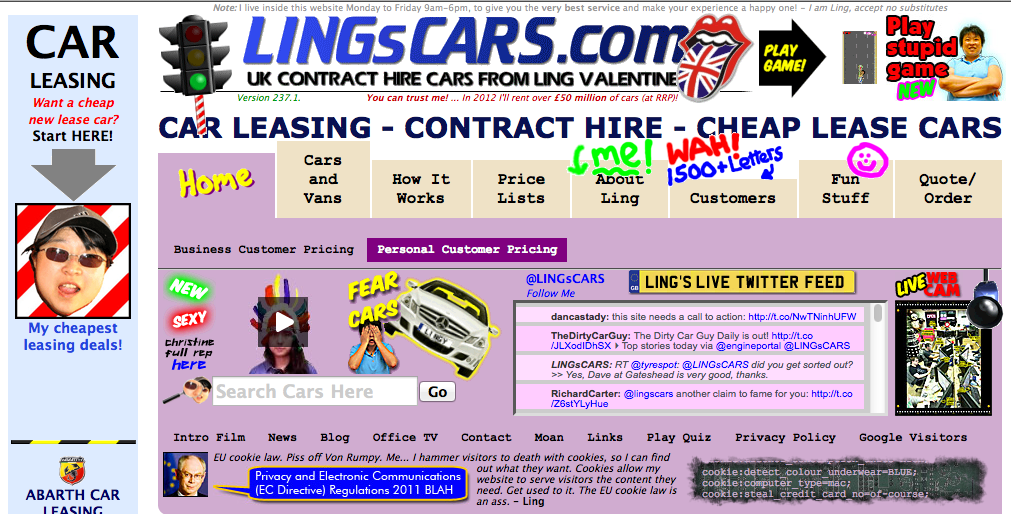 Note: I live inside this website Monday to Friday 9am-6pm, to give you the very best service and make your experience a happy one! - I am Ling, accept no substitutes
CAR
LEASING
Want a cheap
new lease car?
Start HERE!
My cheapest
leasing deals!
ABARTH
ABARTH CAR
LEASING
LINGsCARS.com
UK CONTRACT HIRE CARS FROM LING VALENTINE
PLAY
GAME!
Play
stupid
game
NEW
Version 237.1.
You can trust me! ... In 2012 I'll rent over £50 million of cars (at RRP)!
CAR LEASING - CONTRACT HIRE - CHEAP LEASE CARS
me!
WAH!
1500+Letters
Home
Cars
and
Vans
How It
Works
Price
Lists
About
Ling
Customers
Fun
Stuff
Quote/
Order
Business Customer Pricing
Personal Customer Pricing
NEW
SEXY
christine
full rep
here
FEAR
CARS
LING
Search Cars Here
Go
@LINGsCARS
Follow Me
GB
LING'S LIVE TWITTER FEED
dancastady: this site needs a call to action: http://t.co/NwTNinhUFW
TheDirtyCarGuy: The Dirty Car Guy Daily is out! http://t.co
/JLXodIDhSX ▸ Top stories today via @engineportal @LINGsCARS
LINGsCARS: RT @tyrespot: @LINGsCARS did you get sorted out?
>> Yes, Dave at Gateshead is very good, thanks.
RichardCarter: @lingscars another claim to fame for you: http://t.co
/Z6stYLyHue
LIVE WEB
CAM
Intro Film
News
Blog
Office TV
Contact
Moan
Links
Play Quiz
Privacy Policy
Google Visitors
EU cookie law. Piss off Von Rumpy. Me... I hammer visitors to death with cookies, so I can find
out what they want. Cookies allow my
website to serve visitors the content they
need. Get used to it. The EU cookie law is
an ass. - Ling
Privacy and Electronic Communications
(EC Directive) Regulations 2011 BLAH
cookie:detect_colour_underwear=BLUE;
cookie:computer_type=mac;
cookie:steal_credit_card_no=of-course;